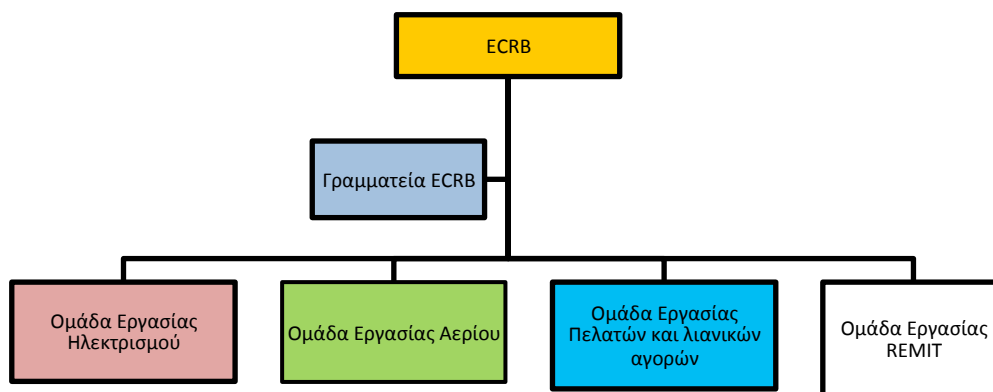 ECRB
Γραμματεία ECRB
Ομάδα Εργασίας
Ηλεκτρισμού
Ομάδα Εργασίας Αερίου
Ομάδα Εργασίας
Πελατών και λιανικών
αγορών
Ομάδα Εργασίας
REMIT